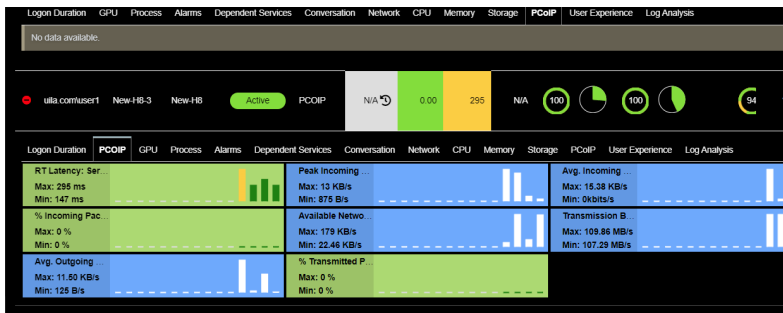 Logon Duration GPU Process Alarms Dependent Services Conversation Network CPU Memory Storage PCoIP User Experience Log Analysis
No data available.
uila.com\user1 New-H8-3 New-H8 Active PCOIP N/A 0.00 295 N/A 100 100 94
Logon Duration PCOIP GPU Process Alarms Dependent Services Conversation Network CPU Memory Storage PCoIP User Experience Log Analysis
RT Latency: Ser... Peak Incoming ... Avg. Incoming ...
Max: 295 ms Max: 13 KB/s Max: 15.38 KB/s
Min: 147 ms Min: 875 B/s Min: 0kbits/s
% Incoming Pac... Available Netwo... Transmission B...
Max: 0 % Max: 179 KB/s Max: 109.86 MB/s
Min: 0 % Min: 22.46 KB/s Min: 107.29 MB/s
Avg. Outgoing ... % Transmitted P...
Max: 11.50 KB/s Max: 0 %
Min: 125 B/s Min: 0 %